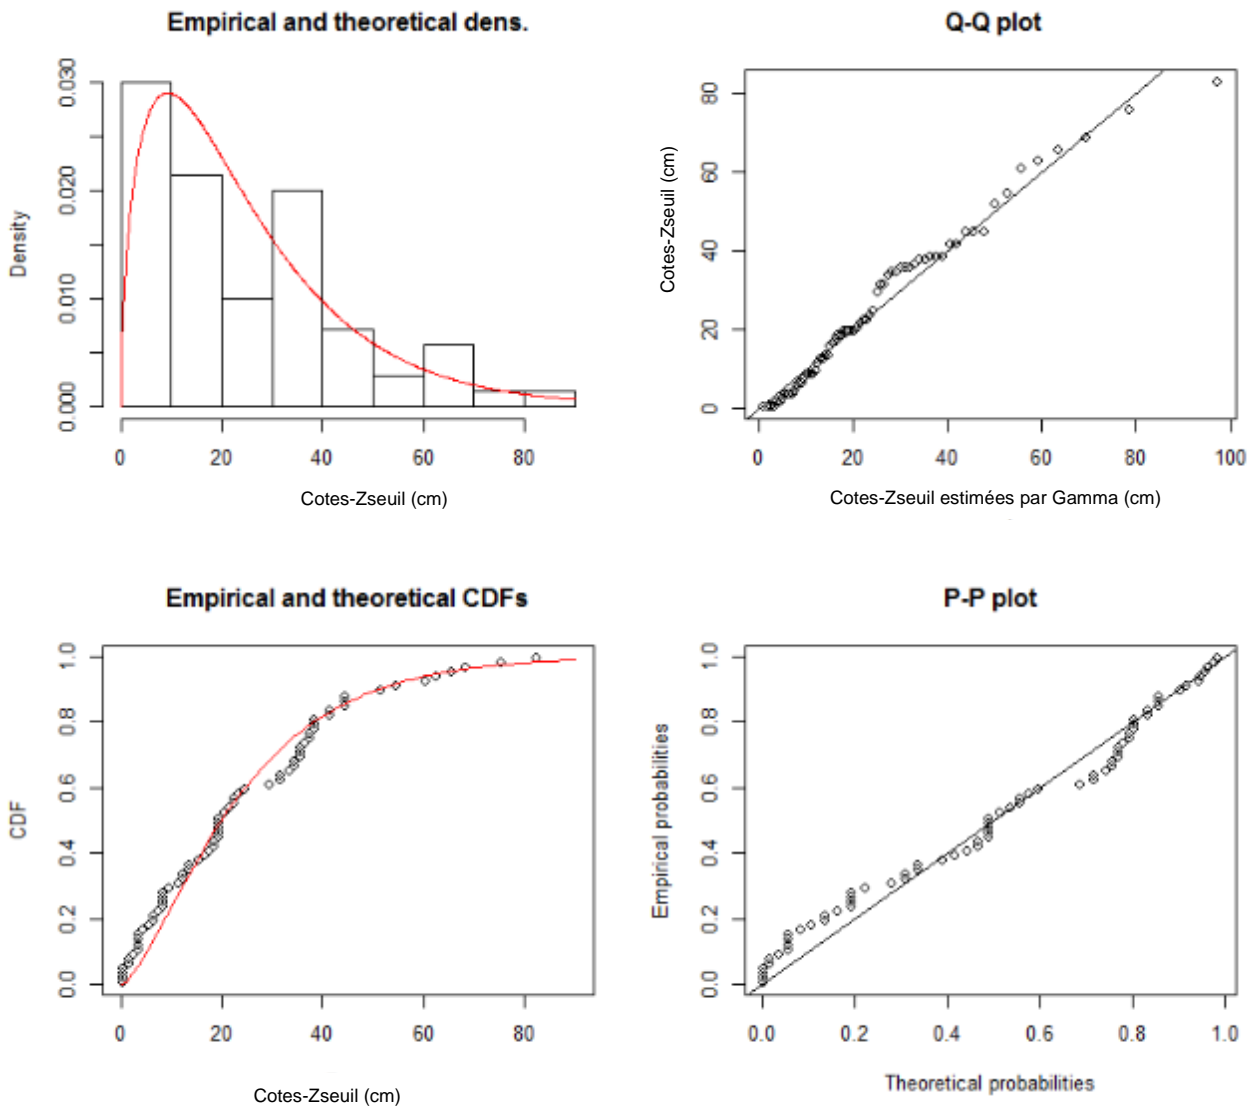 Empirical and theoretical dens.
Density
0.000 0.010 0.020 0.030
0 20 40 60 80
Cotes-Zseuil (cm)
Q-Q plot
Cotes-Zseuil (cm)
0 20 40 60 80
0 20 40 60 80 100
Cotes-Zseuil estimées par Gamma (cm)
Empirical and theoretical CDFs
CDF
0.0 0.2 0.4 0.6 0.8 1.0
0 20 40 60 80
Cotes-Zseuil (cm)
P-P plot
Empirical probabilities
0.0 0.2 0.4 0.6 0.8 1.0
0.0 0.2 0.4 0.6 0.8 1.0
Theoretical probabilities